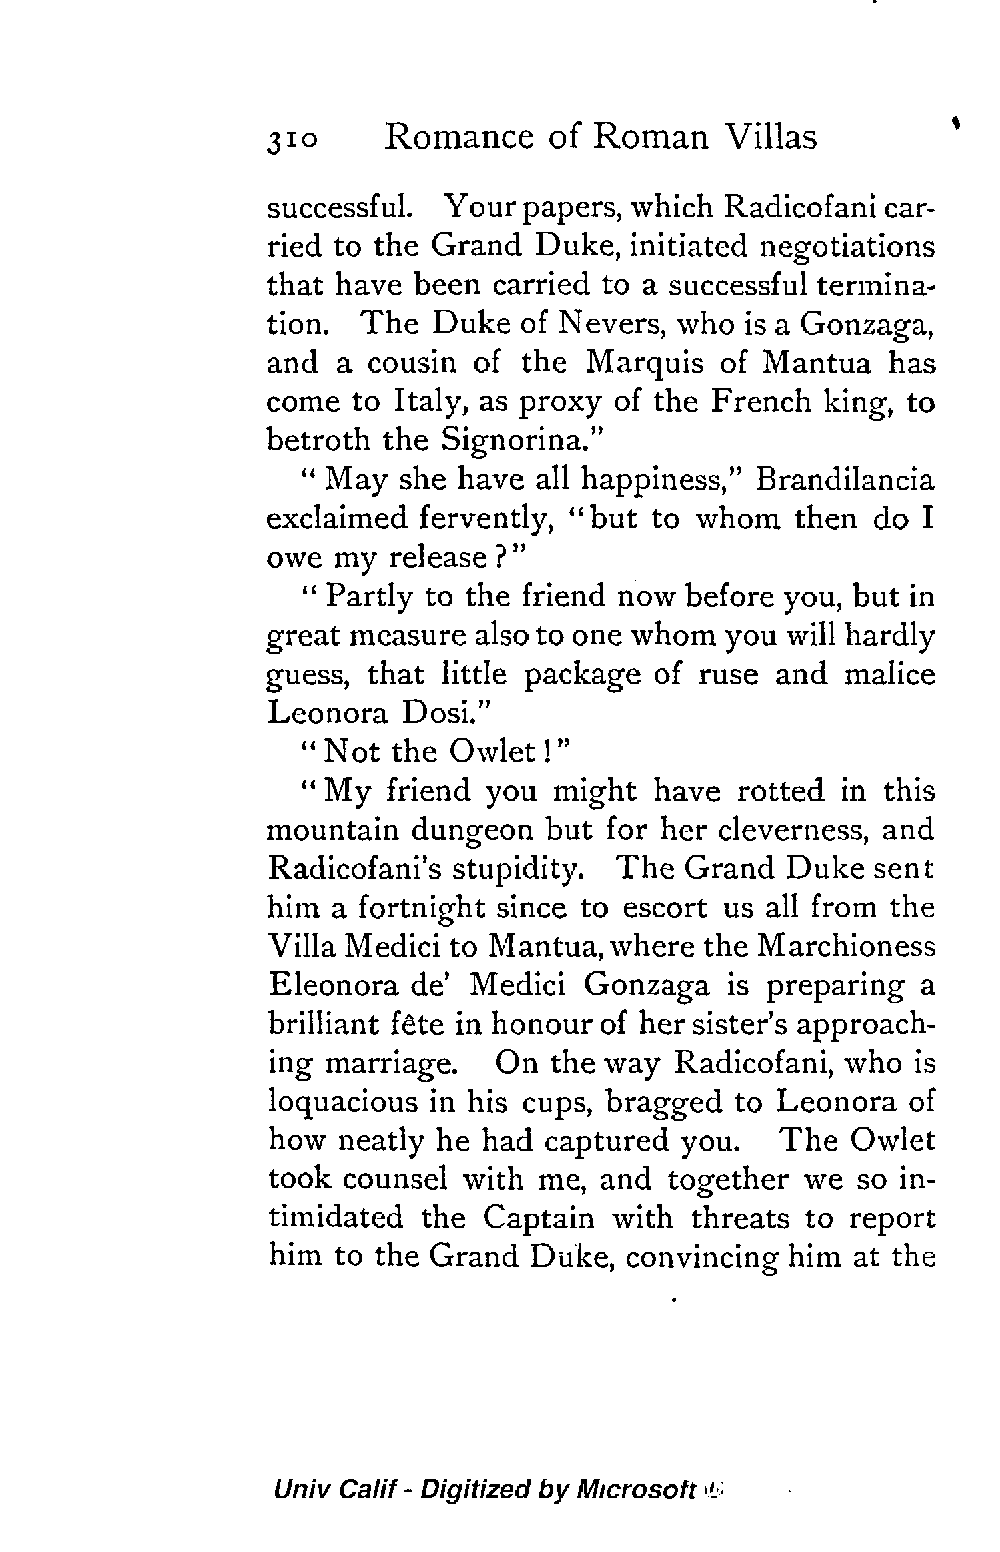 310 Romance of Roman Villas
successful. Your papers, which Radicofani car-
ried to the Grand Duke, initiated negotiations
that have been carried to a successful termina-
tion. The Duke of Nevers, who is a Gonzaga,
and a cousin of the Marquis of Mantua has
come to Italy, as proxy of the French king, to
betroth the Signorina."
"May she have all happiness," Brandilancia
exclaimed fervently, "but to whom then do I
owe my release?"
"Partly to the friend now before you, but in
great measure also to one whom you will hardly
guess, that little package of ruse and malice
Leonora Dosi."
"Not the Owlet!"
"My friend you might have rotted in this
mountain dungeon but for her cleverness, and
Radicofani's stupidity. The Grand Duke sent
him a fortnight since to escort us all from the
Villa Medici to Mantua, where the Marchioness
Eleonora de' Medici Gonzaga is preparing a
brilliant fête in honour of her sister's approach-
ing marriage. On the way Radicofani, who is
loquacious in his cups, bragged to Leonora of
how neatly he had captured you. The Owlet
took counsel with me, and together we so in-
timidated the Captain with threats to report
him to the Grand Duke, convincing him at the
Univ Calif - Digitized by Microsoft